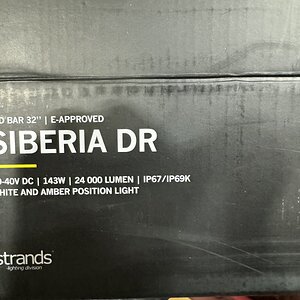 BAR 32" | E-APPROVED
SIBERIA DR
-40V DC | 143W | 24 000 LUMEN | IP67/IP69K
HITE AND AMBER POSITION LIGHT
strands
lighting division